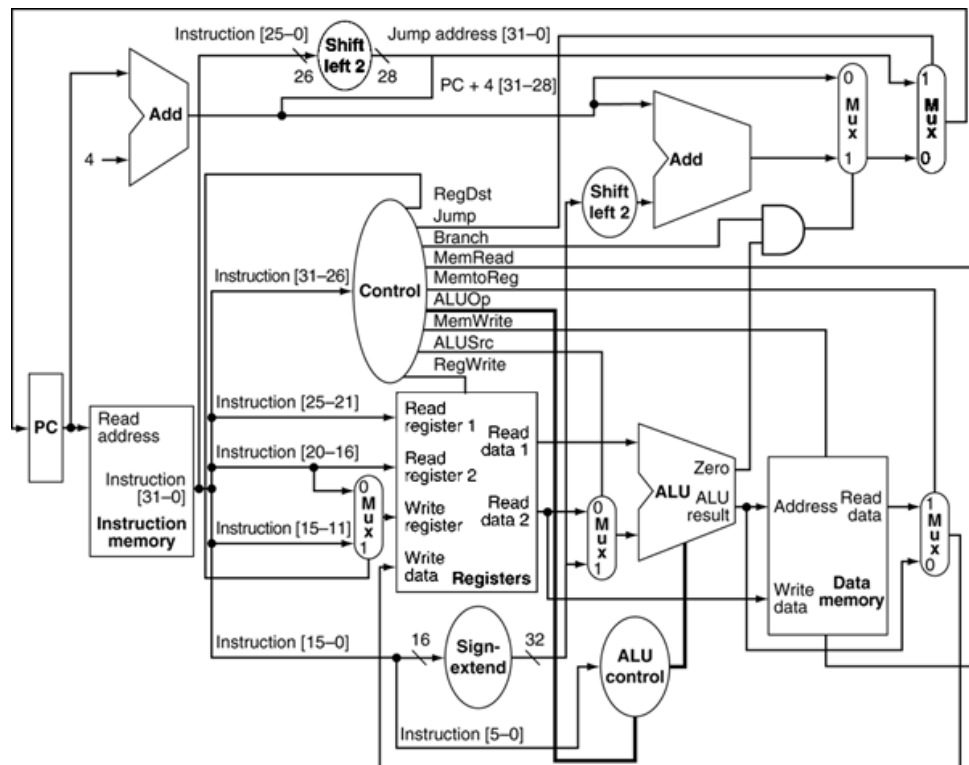 Instruction [25–0]
Shift
left 2
Jump address [31–0]
26
28
PC + 4 [31–28]
Add
4
0
Mux
1
1
Mux
0
Add
Shift
left 2
RegDst
Jump
Branch
MemRead
MemtoReg
ALUOp
MemWrite
ALUSrc
RegWrite
Instruction [31–26]
Control
PC
Read
address
Instruction
[31–0]
Instruction
memory
Instruction [25–21]
Instruction [20–16]
Instruction [15–11]
0
Mux
1
Read
register 1
Read
register 2
Write
register
Write
data
Read
data 1
Read
data 2
Registers
0
Mux
1
Zero
ALU
ALU
result
Address
Read
data
Write
data
Data
memory
1
Mux
0
Instruction [15–0]
16
Sign-
extend
32
ALU
control
Instruction [5–0]